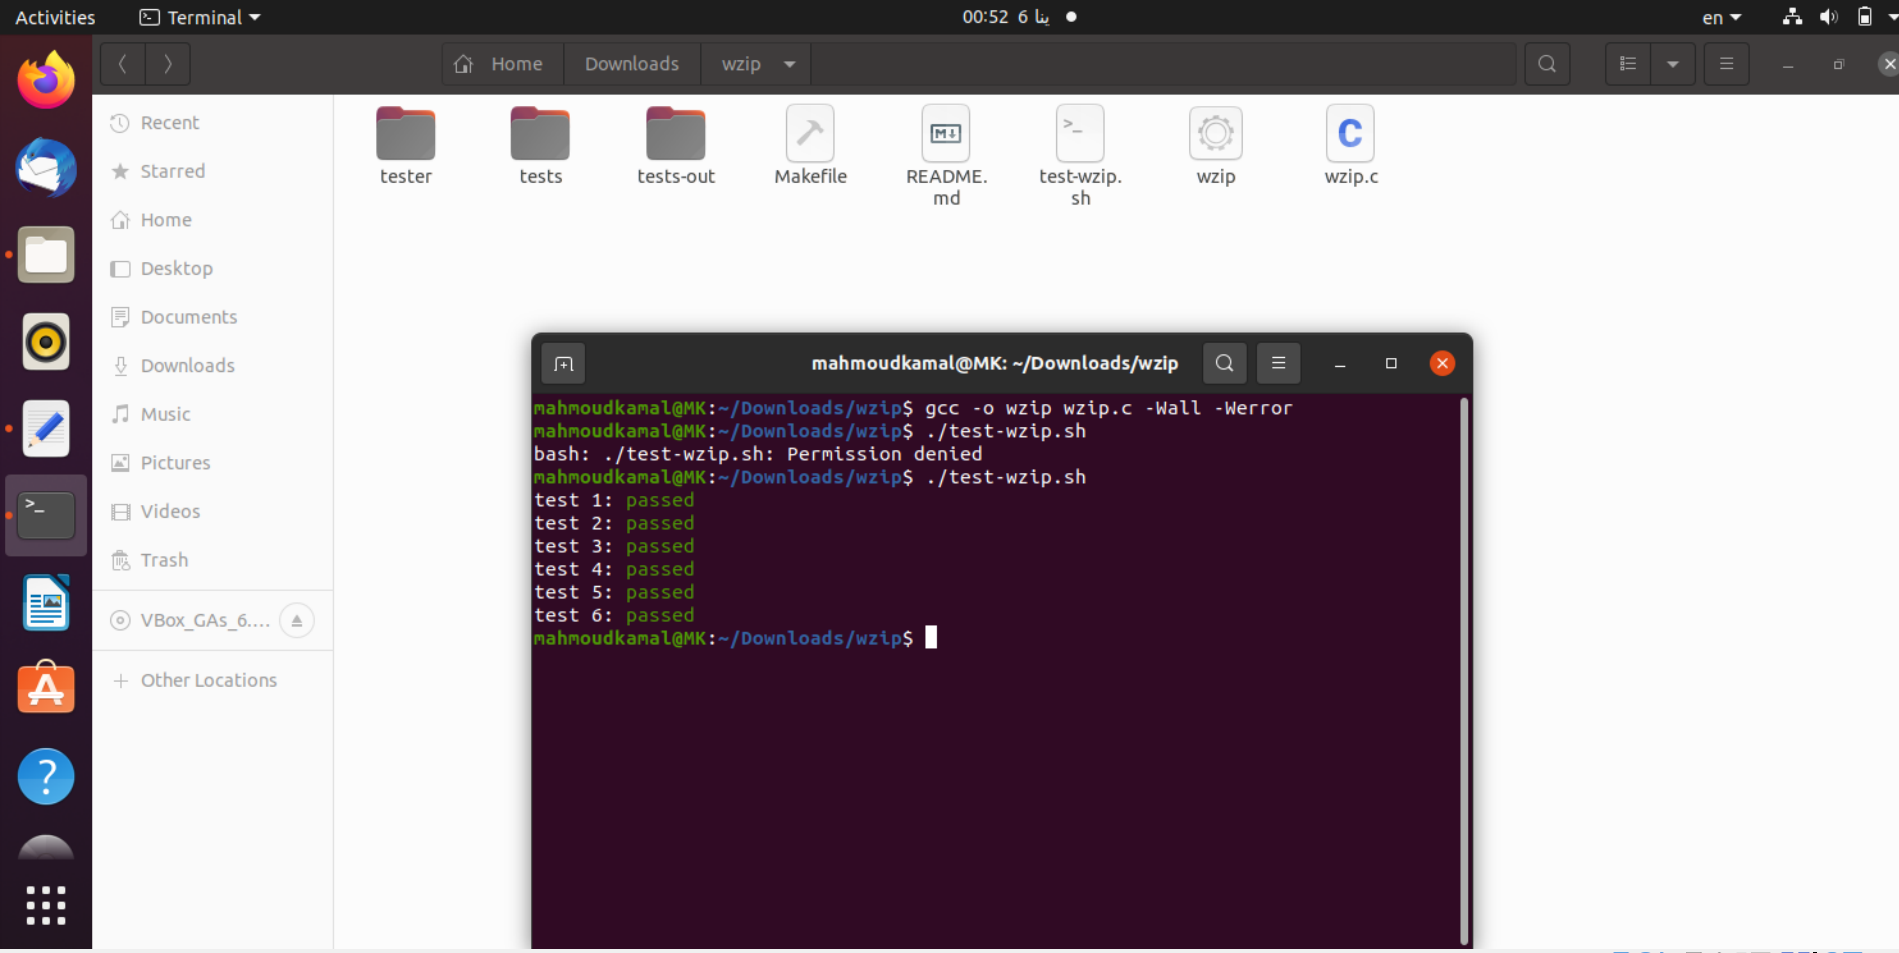 Activities
Terminal
00:52 6 ينا
en
Home
Downloads
wzip
Recent
Starred
Home
Desktop
Documents
Downloads
Music
Pictures
Videos
Trash
VBox_GAs_6....
Other Locations
tester
tests
tests-out
Makefile
README.
md
test-wzip.
sh
wzip
wzip.c
mahmoudkamal@MK: ~/Downloads/wzip
mahmoudkamal@MK:~/Downloads/wzip$ gcc -o wzip wzip.c -Wall -Werror
mahmoudkamal@MK:~/Downloads/wzip$ ./test-wzip.sh
bash: ./test-wzip.sh: Permission denied
mahmoudkamal@MK:~/Downloads/wzip$ ./test-wzip.sh
test 1: passed
test 2: passed
test 3: passed
test 4: passed
test 5: passed
test 6: passed
mahmoudkamal@MK:~/Downloads/wzip$